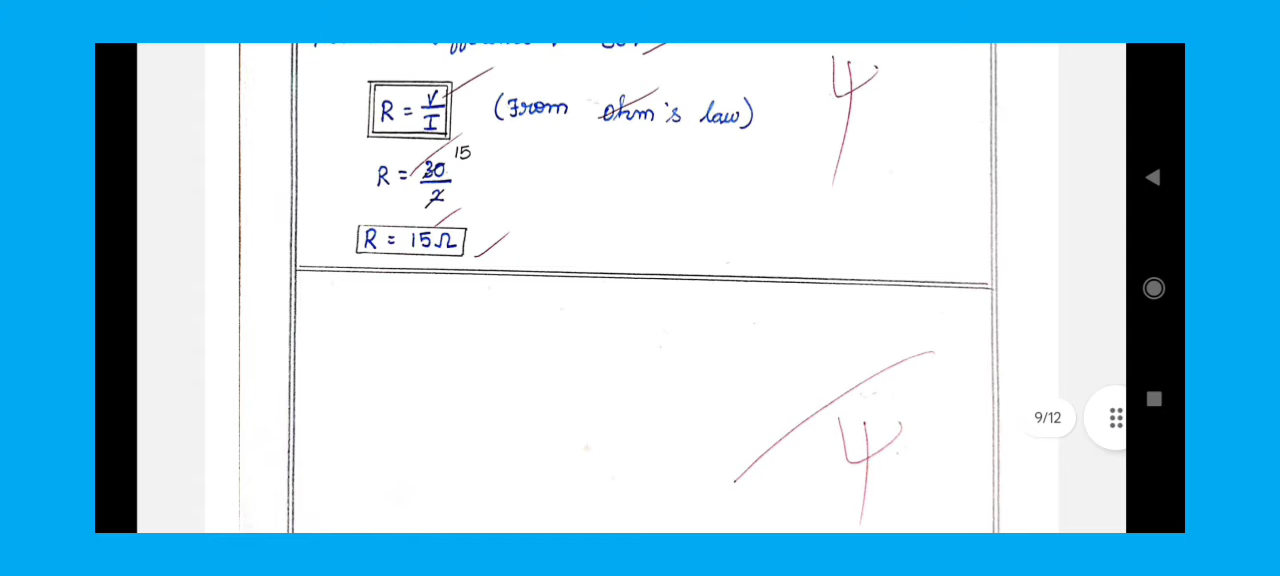 R = V/I (From ohm's law)
15
R = 30/2
R = 15Ω
4
4
9/12